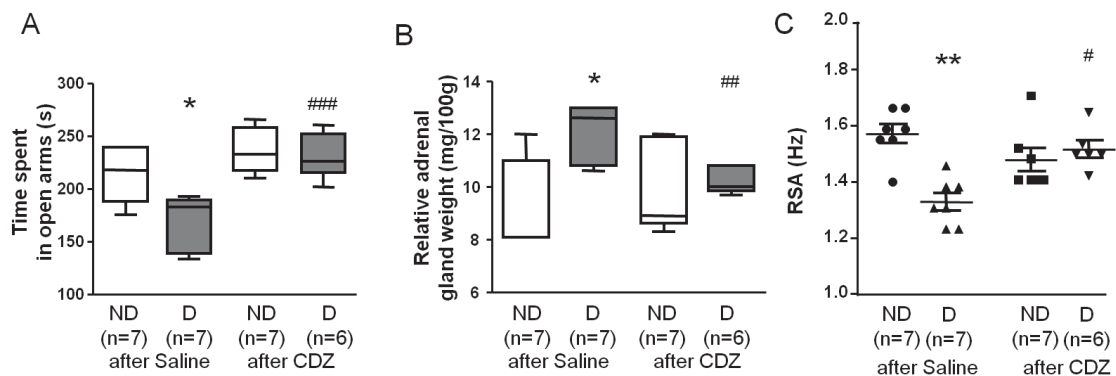 A
Time spent
in open arms (s)
300
250
200
150
100
*
###
ND
D
ND
D
(n=7)
(n=7)
(n=7)
(n=6)
after Saline
after CDZ
B
Relative adrenal
gland weight (mg/100g)
14
12
10
8
6
*
##
ND
D
ND
D
(n=7)
(n=7)
(n=7)
(n=6)
after Saline
after CDZ
C
RSA (Hz)
2.0
1.6
1.4
1.2
1.0
**
#
ND
D
ND
D
(n=7)
(n=7)
(n=7)
(n=6)
after Saline
after CDZ